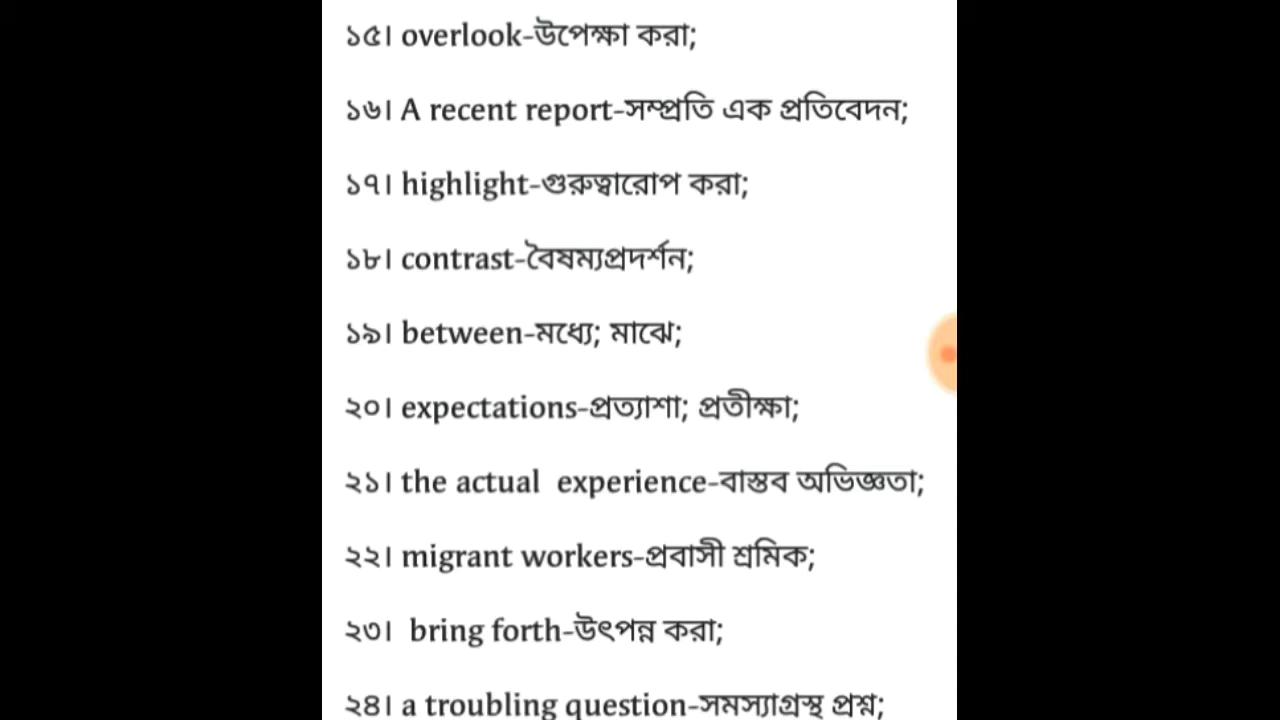 ১৫। overlook-উপেক্ষা করা;
১৬। A recent report-সম্প্রতি এক প্রতিবেদন;
১৭। highlight-গুরুত্বারোপ করা;
১৮। contrast-বৈষম্যপ্রদর্শন;
১৯। between-মধ্যে; মাঝে;
২০। expectations-প্রত্যাশা; প্রতীক্ষা;
২১। the actual  experience-বাস্তব অভিজ্ঞতা;
২২। migrant workers-প্রবাসী শ্রমিক;
২৩।  bring forth-উৎপন্ন করা;
২৪। a troubling question-সমস্যাগ্রস্থ প্রশ্ন;